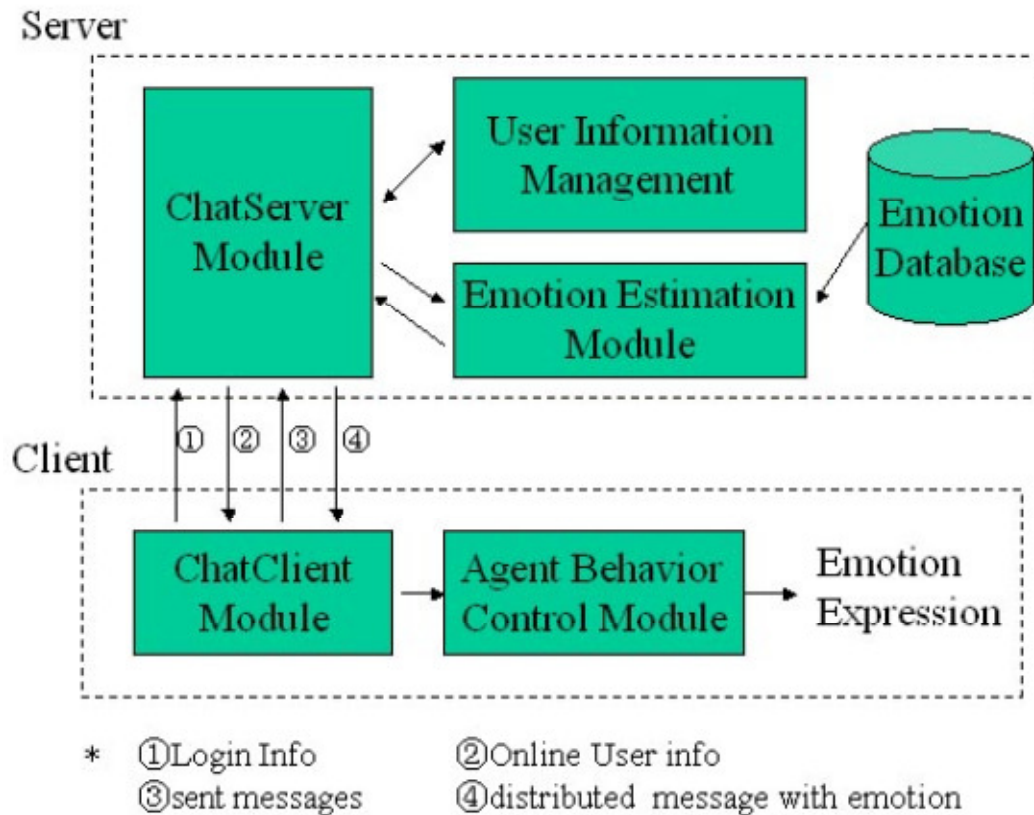 Server
ChatServer
Module
User Information
Management
Emotion Estimation
Module
Emotion
Database
① ② ③ ④
Client
ChatClient
Module
Agent Behavior
Control Module
Emotion
Expression
* ①Login Info ②Online User info
③sent messages ④distributed message with emotion